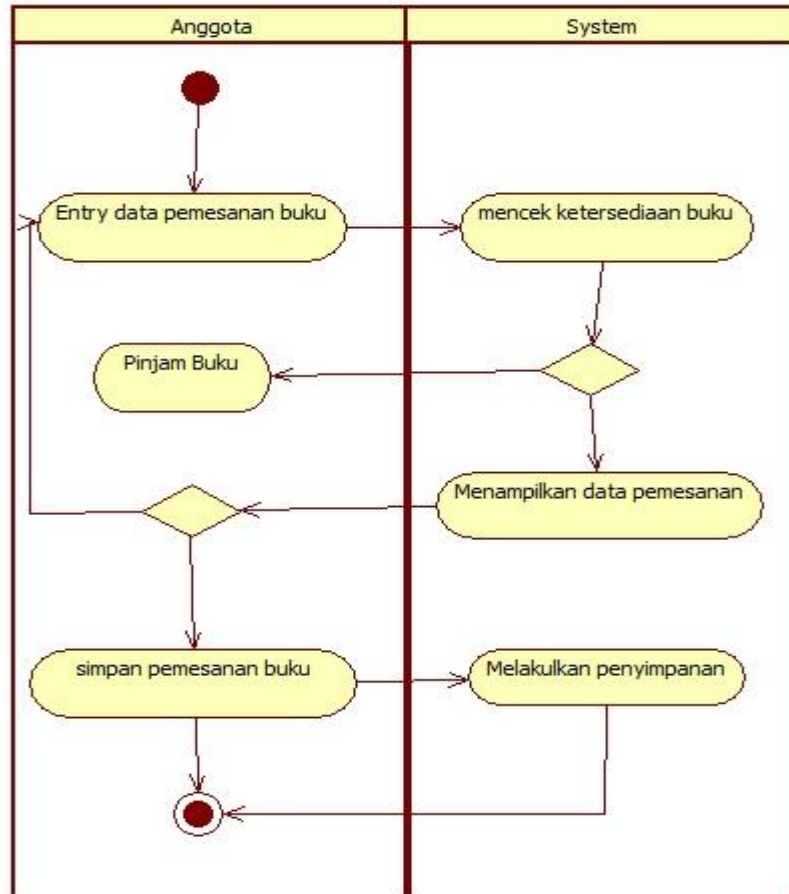 Anggota
System
Entry data pemesanan buku
mencek ketersediaan buku
Pinjam Buku
Menampilkan data pemesanan
simpan pemesanan buku
Melakulkan penyimpanan